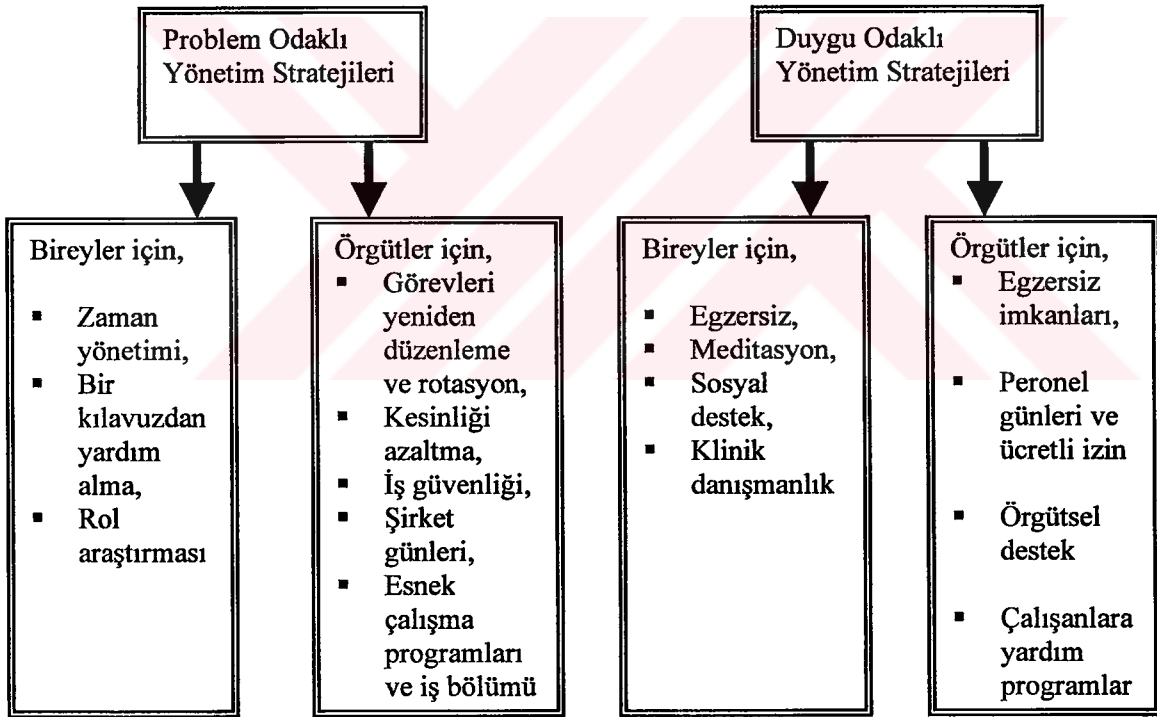 Problem Odaklı
Yönetim Stratejileri
Duygu Odaklı
Yönetim Stratejileri
Bireyler için,
▪ Zaman
yönetimi,
▪ Bir
kılavuzdan
yardım
alma,
▪ Rol
araştırması
Örgütler için,
▪ Görevleri
yeniden
düzenleme
ve rotasyon,
▪ Kesinliği
azaltma,
▪ İş güvenliği,
▪ Şirket
günleri,
▪ Esnek
çalışma
programları
ve iş bölümü
Bireyler için,
▪ Egzersiz,
▪ Meditasyon,
▪ Sosyal
destek,
▪ Klinik
danışmanlık
Örgütler için,
▪ Egzersiz
imkanları,
▪ Peronel
günleri ve
ücretli izin
▪ Örgütsel
destek
▪ Çalışanlara
yardım
programlar